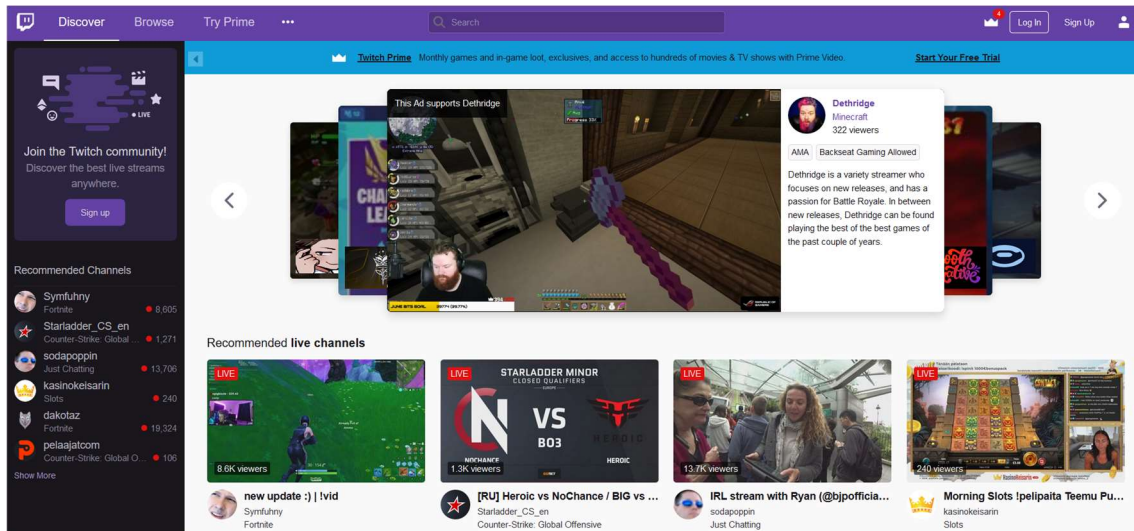 Discover Browse Try Prime ••• Search 4 Log In Sign Up
Twitch Prime Monthly games and in-game loot, exclusives, and access to hundreds of movies & TV shows with Prime Video. Start Your Free Trial
LIVE
Join the Twitch community!
Discover the best live streams
anywhere.
Sign up
Recommended Channels
Symfuhny
Fortnite 8,605
Starladder_CS_en
Counter-Strike: Global ... 1,271
sodapoppin
Just Chatting 13,706
kasinokeisarin
Slots 240
dakotaz
Fortnite 19,324
pelaajatcom
Counter-Strike: Global O... 106
Show More
This Ad supports Dethridge
JUNE BITS GOAL
Dethridge
Minecraft
322 viewers
AMA Backseat Gaming Allowed
Dethridge is a variety streamer who
focuses on new releases, and has a
passion for Battle Royale. In between
new releases, Dethridge can be found
playing the best of the best games of
the past couple of years.
Recommended live channels
LIVE
8.6K viewers
new update :) | !vid
Symfuhny
Fortnite
LIVE
STARLADDER MINOR
CLOSED QUALIFIERS
EUROPE
VS
BO3
NOCHANCE
HEROIC
HEROIC
1.3K viewers
[RU] Heroic vs NoChance / BIG vs ...
Starladder_CS_en
Counter-Strike: Global Offensive
LIVE
13.7K viewers
IRL stream with Ryan (@bjpofficia...
sodapoppin
Just Chatting
LIVE
CONTACT
240 viewers
Morning Slots !pelipaita Teemu Pu...
kasinokeisarin
Slots